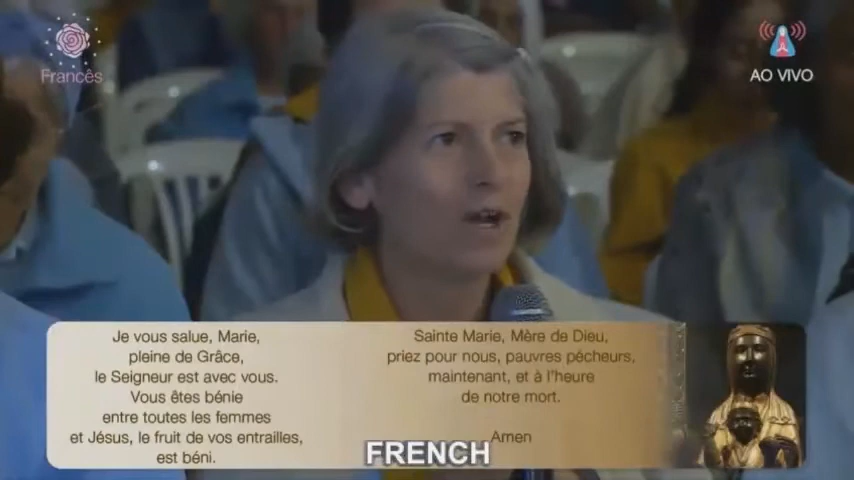 Francês
AO VIVO
Je vous salue, Marie,
pleine de Grâce,
le Seigneur est avec vous.
Vous êtes bénie
entre toutes les femmes
et Jésus, le fruit de vos entrailles,
est béni.
Sainte Marie, Mère de Dieu,
priez pour nous, pauvres pécheurs,
maintenant, et à l'heure
de notre mort.
Amen
FRENCH